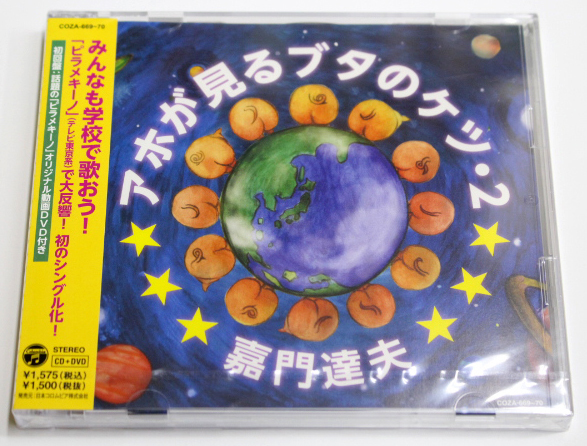 COZA-669~70
みんなも学校で歌おう!
「ピラメキーノ」(テレビ東京系)で大反響! 初のシングル化!
初回盤:話題の「ピラメキーノ」オリジナル動画DVD付き
STEREO
CD+DVD
¥1,575(税込)
¥1,500(税抜)
発売元:日本コロムビア株式会社
アホが見るブタのケツ・2
嘉門達夫
COZA-669~70